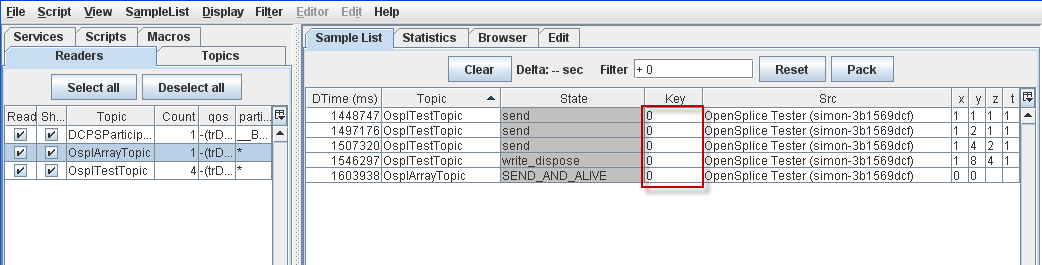 File Script View SampleList Display Filter Editor Edit Help
Services Scripts Macros
Readers Topics
Select all Deselect all
Read Sh... Topic Count qos parti...
DCPSParticip... 1 -(trD... __B...
OsplArrayTopic 1 -(trD... *
OsplTestTopic 4 -(trD... *
Sample List Statistics Browser Edit
Clear Delta: -- sec Filter + 0 Reset Pack
DTime (ms) Topic State Key Src x y z t
1448747 OsplTestTopic send 0 OpenSplice Tester (simon-3b1569dcf) 1 1 1 1
1497176 OsplTestTopic send 0 OpenSplice Tester (simon-3b1569dcf) 1 2 1 1
1507320 OsplTestTopic send 0 OpenSplice Tester (simon-3b1569dcf) 1 4 2 1
1546297 OsplTestTopic write_dispose 0 OpenSplice Tester (simon-3b1569dcf) 1 8 4 1
1603938 OsplArrayTopic SEND_AND_ALIVE 0 OpenSplice Tester (simon-3b1569dcf) 0 0